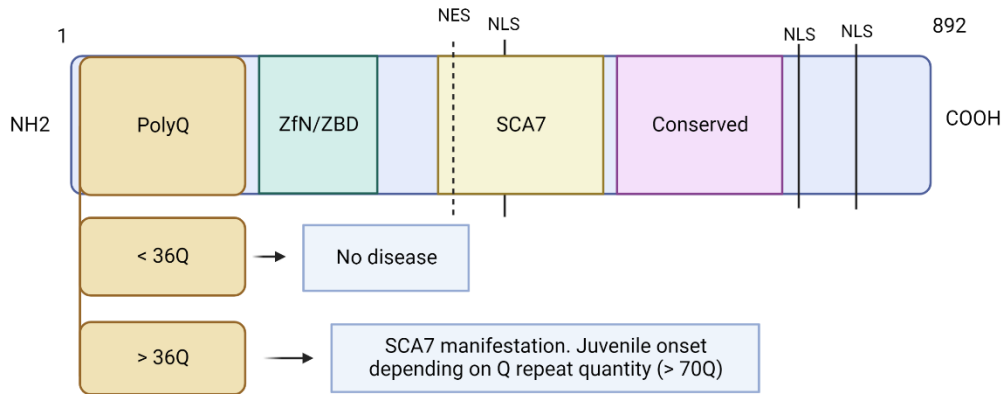 1
NES
NLS
NLS
NLS
892
NH2
PolyQ
ZfN/ZBD
SCA7
Conserved
COOH
< 36Q
No disease
> 36Q
SCA7 manifestation. Juvenile onset
depending on Q repeat quantity (> 70Q)